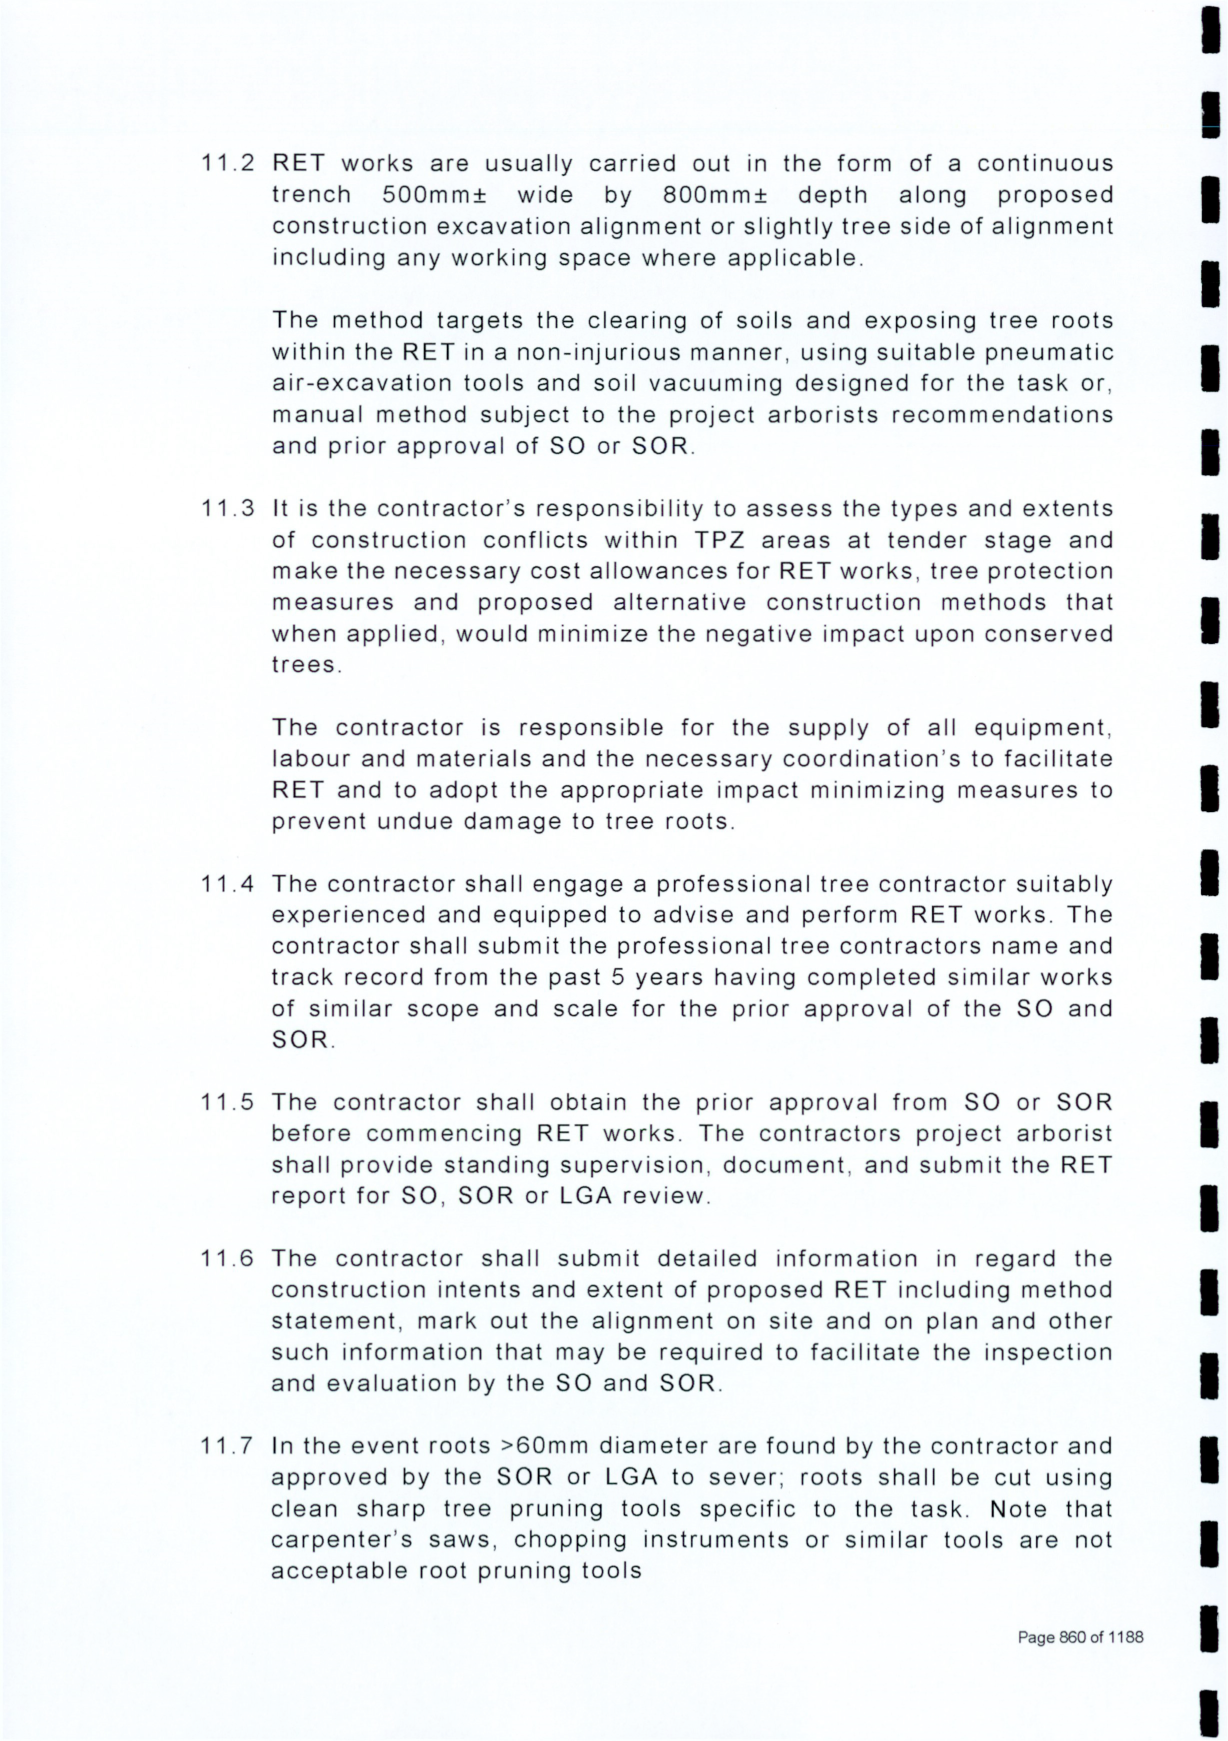 11.2 RET works are usually carried out in the form of a continuous
trench 500mm± wide by 800mm± depth along proposed
construction excavation alignment or slightly tree side of alignment
including any working space where applicable.
The method targets the clearing of soils and exposing tree roots
within the RET in a non-injurious manner, using suitable pneumatic
air-excavation tools and soil vacuuming designed for the task or,
manual method subject to the project arborists recommendations
and prior approval of SO or SOR.
11.3 It is the contractor's responsibility to assess the types and extents
of construction conflicts within TPZ areas at tender stage and
make the necessary cost allowances for RET works, tree protection
measures and proposed alternative construction methods that
when applied, would minimize the negative impact upon conserved
trees.
The contractor is responsible for the supply of all equipment,
labour and materials and the necessary coordination's to facilitate
RET and to adopt the appropriate impact minimizing measures to
prevent undue damage to tree roots.
11.4 The contractor shall engage a professional tree contractor suitably
experienced and equipped to advise and perform RET works. The
contractor shall submit the professional tree contractors name and
track record from the past 5 years having completed similar works
of similar scope and scale for the prior approval of the SO and
SOR.
11.5 The contractor shall obtain the prior approval from SO or SOR
before commencing RET works. The contractors project arborist
shall provide standing supervision, document, and submit the RET
report for SO, SOR or LGA review.
11.6 The contractor shall submit detailed information in regard the
construction intents and extent of proposed RET including method
statement, mark out the alignment on site and on plan and other
such information that may be required to facilitate the inspection
and evaluation by the SO and SOR.
11.7 In the event roots >60mm diameter are found by the contractor and
approved by the SOR or LGA to sever; roots shall be cut using
clean sharp tree pruning tools specific to the task. Note that
carpenter's saws, chopping instruments or similar tools are not
acceptable root pruning tools
Page 860 of 1188